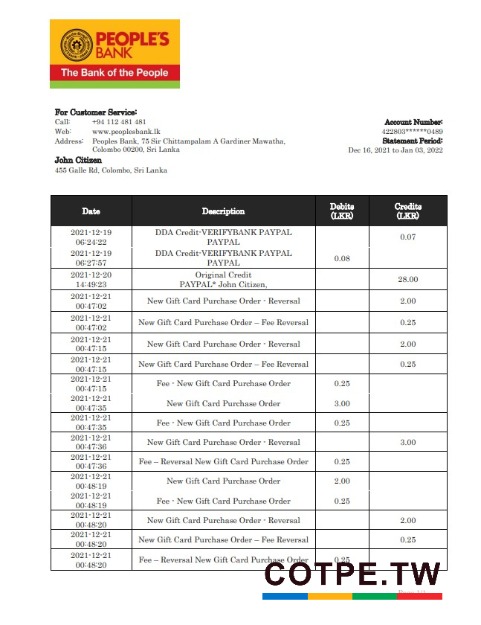 PEOPLE'S
BANK
The Bank of the People
For Customer Service:
Call: +94 112 481 481
Web: www.peoplesbank.lk
Address: Peoples Bank, 75 Sir Chittampalam A Gardiner Mawatha,
Colombo 00200, Sri Lanka
John Citizen
455 Galle Rd, Colombo, Sri Lanka
Account Number:
422803******0489
Statement Period:
Dec 16, 2021 to Jan 03, 2022
Date Description Debits (LKR) Credits (LKR)
2021-12-19 06:24:22 DDA Credit-VERIFYBANK PAYPAL PAYPAL 0.07
2021-12-19 06:27:57 DDA Credit-VERIFYBANK PAYPAL PAYPAL 0.08
2021-12-20 14:49:23 Original Credit PAYPAL* John Citizen, 28.00
2021-12-21 00:47:02 New Gift Card Purchase Order - Reversal 2.00
2021-12-21 00:47:02 New Gift Card Purchase Order – Fee Reversal 0.25
2021-12-21 00:47:15 New Gift Card Purchase Order - Reversal 2.00
2021-12-21 00:47:15 New Gift Card Purchase Order – Fee Reversal 0.25
2021-12-21 00:47:15 Fee - New Gift Card Purchase Order 0.25
2021-12-21 00:47:35 New Gift Card Purchase Order 3.00
2021-12-21 00:47:35 Fee - New Gift Card Purchase Order 0.25
2021-12-21 00:47:36 New Gift Card Purchase Order - Reversal 3.00
2021-12-21 00:47:36 Fee – Reversal New Gift Card Purchase Order 0.25
2021-12-21 00:48:19 New Gift Card Purchase Order 2.00
2021-12-21 00:48:19 Fee - New Gift Card Purchase Order 0.25
2021-12-21 00:48:20 New Gift Card Purchase Order - Reversal 2.00
2021-12-21 00:48:20 New Gift Card Purchase Order – Fee Reversal 0.25
2021-12-21 00:48:20 Fee – Reversal New Gift Card Purchase Order 0.25
COTPE.TW